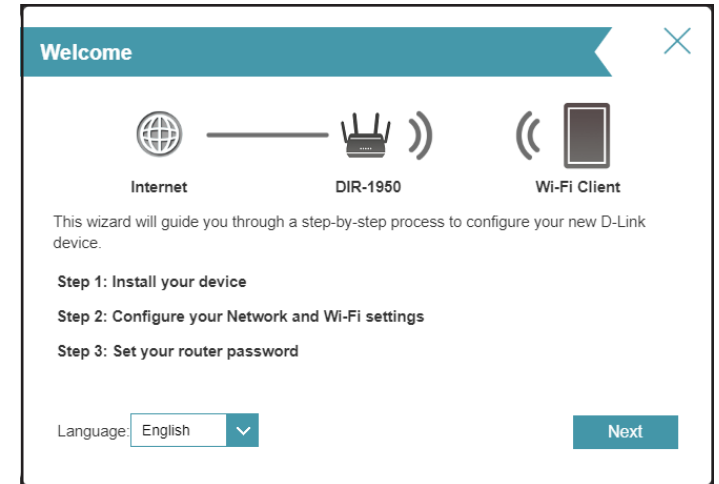 Welcome
Internet
DIR-1950
Wi-Fi Client
This wizard will guide you through a step-by-step process to configure your new D-Link
device.
Step 1: Install your device
Step 2: Configure your Network and Wi-Fi settings
Step 3: Set your router password
Language: English
Next